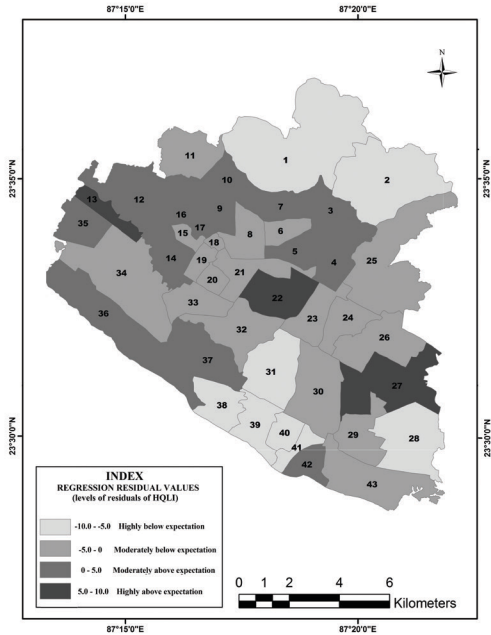 87°15'0"E 87°20'0"E
N
11
1
10
2
23°35'0"N 23°35'0"N
13 12 9 7 3
16
35 17 6
15 18 8
5
14 19 4 25
34 21
20
22
33
36 23 24
32 26
37 31
27
30
38
39 40 29 28
23°30'0"N 23°30'0"N
41
42
43
INDEX
REGRESSION RESIDUAL VALUES
(levels of residuals of HQLI)
-10.0 - -5.0 Highly below expectation
-5.0 - 0 Moderately below expectation
0 - 5.0 Moderately above expectation
5.0 - 10.0 Highly above expectation
0 1 2 4 6
Kilometers
87°15'0"E 87°20'0"E